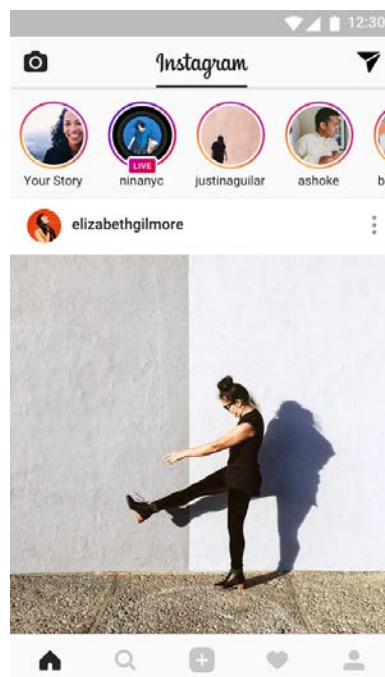 12:30
Instagram
LIVE
Your Story ninanyc justinaguilar ashoke b
elizabethgilmore